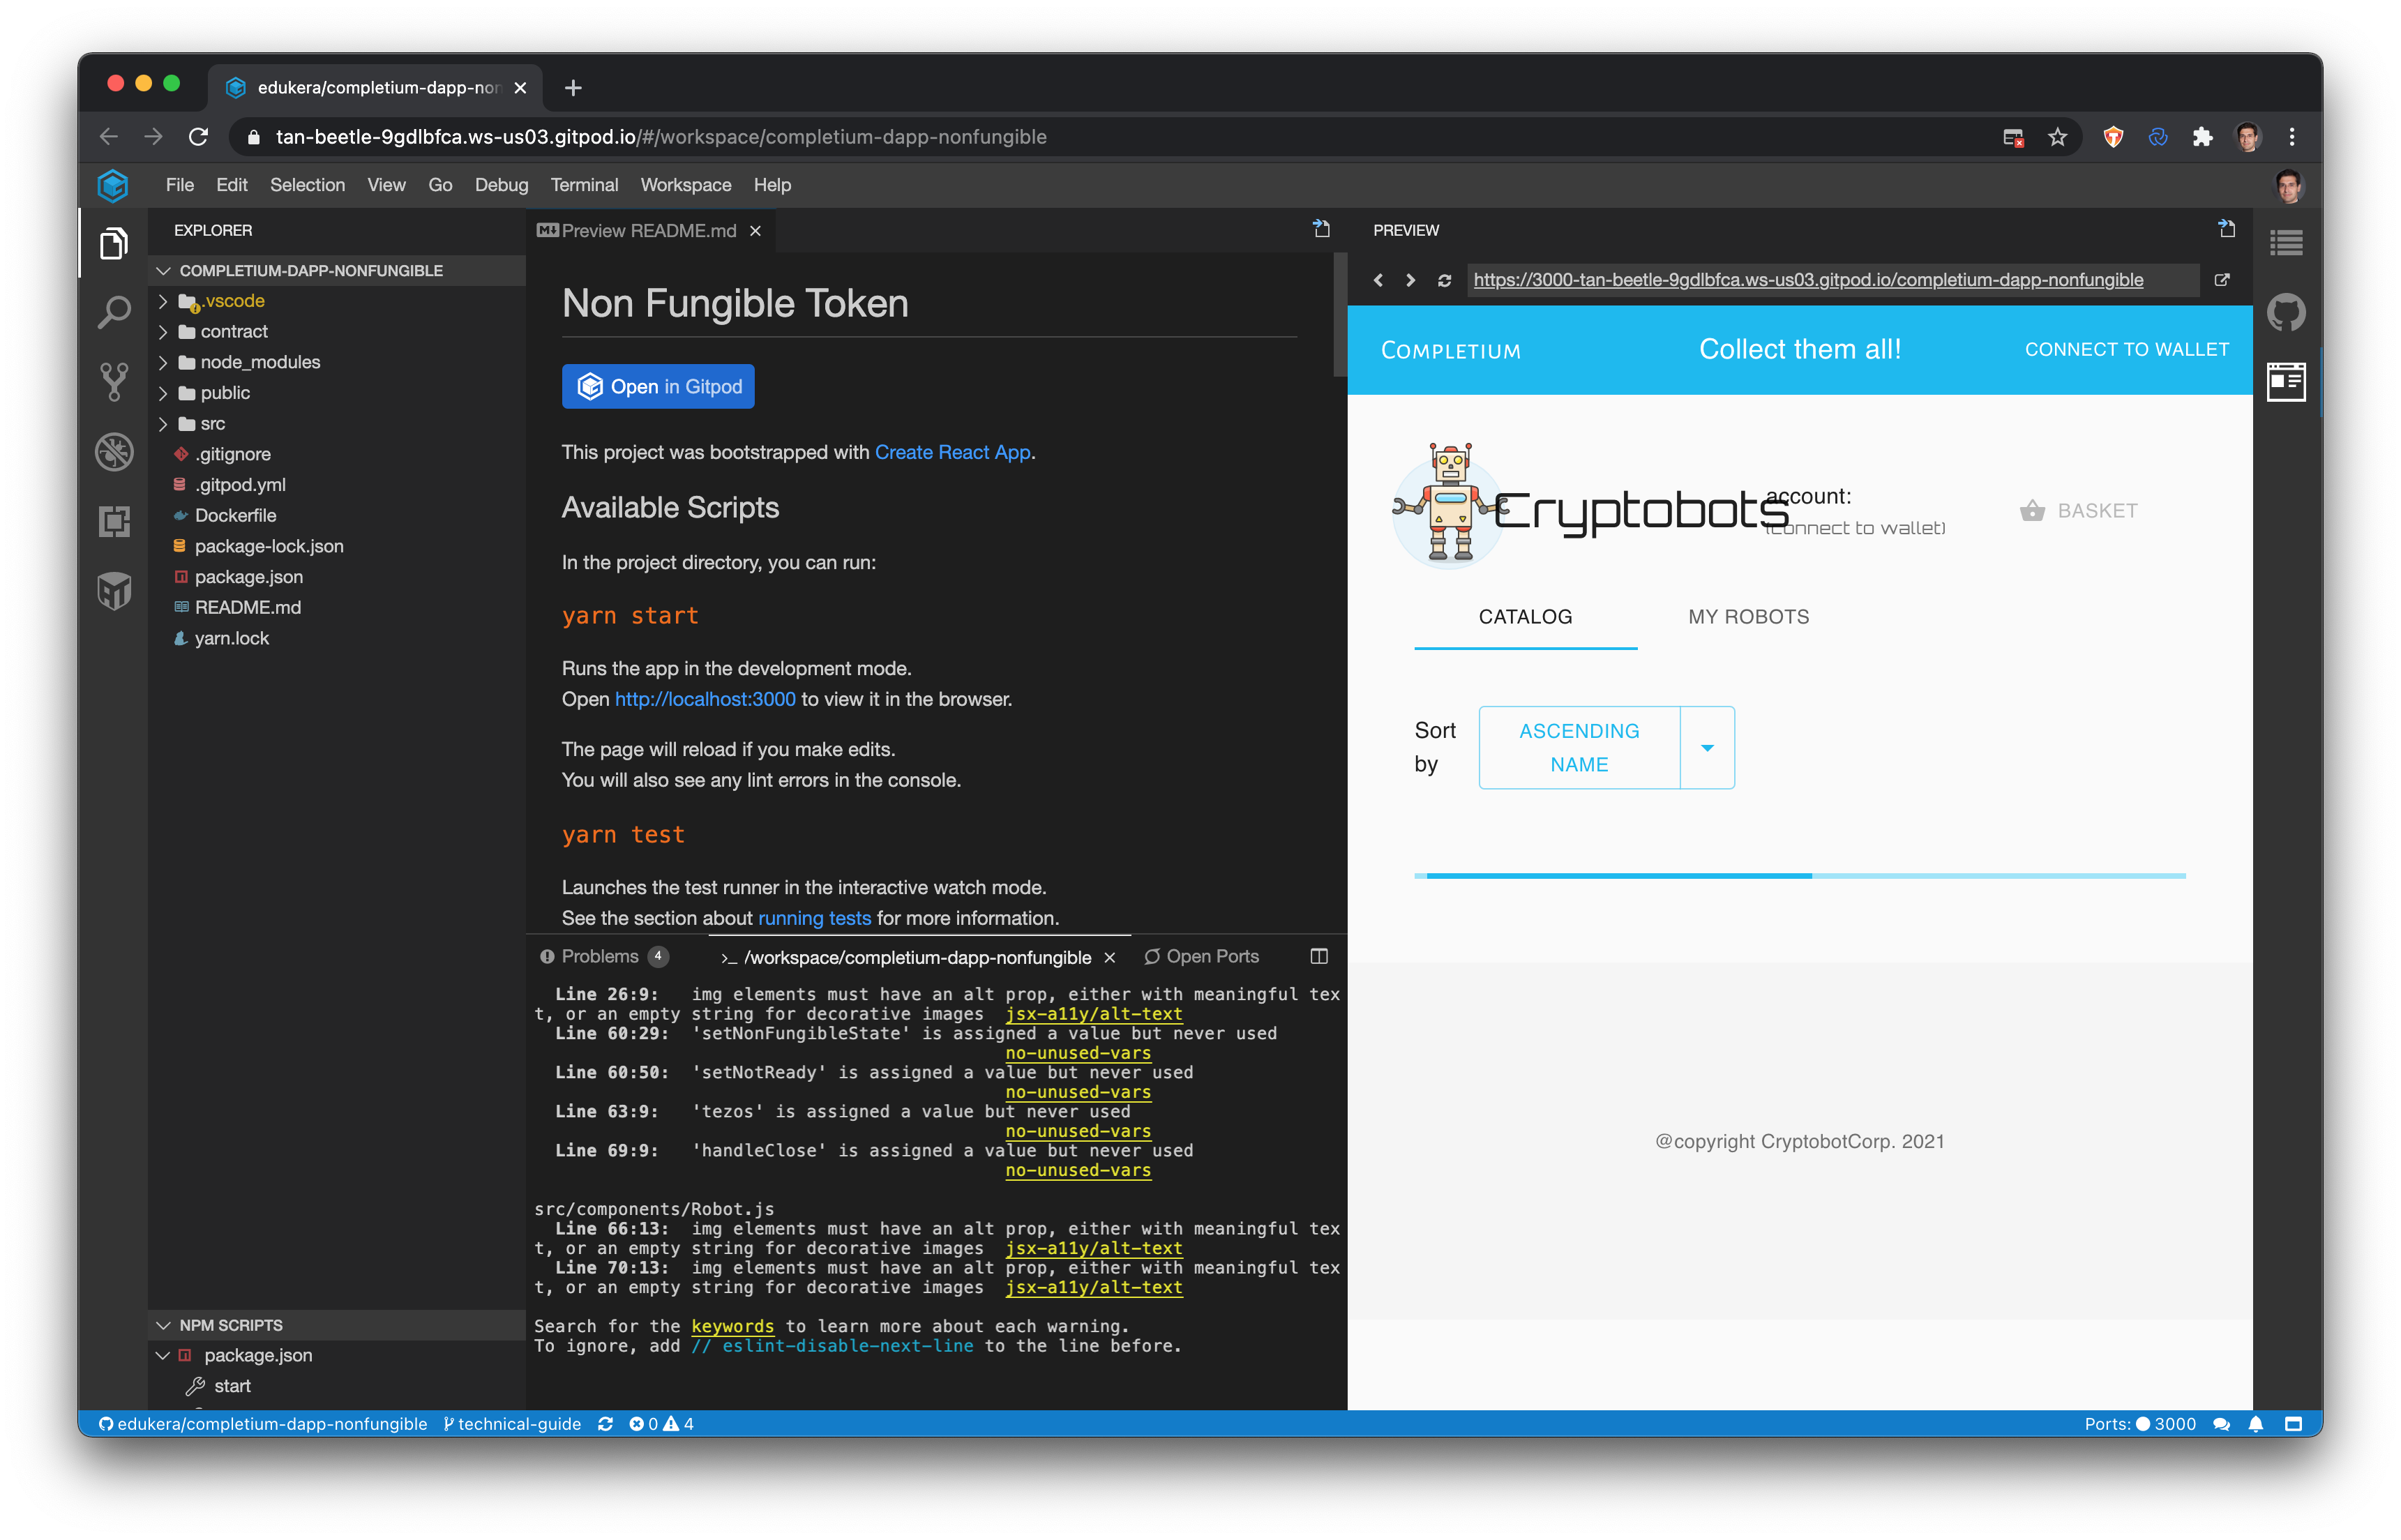 edukera/completium-dapp-non
tan-beetle-9gdlbfca.ws-us03.gitpod.io/#/workspace/completium-dapp-nonfungible
File Edit Selection View Go Debug Terminal Workspace Help
EXPLORER
COMPLETIUM-DAPP-NONFUNGIBLE
.vscode
contract
node_modules
public
src
.gitignore
.gitpod.yml
Dockerfile
package-lock.json
package.json
README.md
yarn.lock
NPM SCRIPTS
package.json
start
Preview README.md
Non Fungible Token
Open in Gitpod
This project was bootstrapped with Create React App.
Available Scripts
In the project directory, you can run:
yarn start
Runs the app in the development mode.
Open http://localhost:3000 to view it in the browser.
The page will reload if you make edits.
You will also see any lint errors in the console.
yarn test
Launches the test runner in the interactive watch mode.
See the section about running tests for more information.
Problems 4 >_ /workspace/completium-dapp-nonfungible Open Ports
Line 26:9: img elements must have an alt prop, either with meaningful tex
t, or an empty string for decorative images jsx-a11y/alt-text
Line 60:29: 'setNonFungibleState' is assigned a value but never used
no-unused-vars
Line 60:50: 'setNotReady' is assigned a value but never used
no-unused-vars
Line 63:9: 'tezos' is assigned a value but never used
no-unused-vars
Line 69:9: 'handleClose' is assigned a value but never used
no-unused-vars
src/components/Robot.js
Line 66:13: img elements must have an alt prop, either with meaningful tex
t, or an empty string for decorative images jsx-a11y/alt-text
Line 70:13: img elements must have an alt prop, either with meaningful tex
t, or an empty string for decorative images jsx-a11y/alt-text
Search for the keywords to learn more about each warning.
To ignore, add // eslint-disable-next-line to the line before.
PREVIEW
https://3000-tan-beetle-9gdlbfca.ws-us03.gitpod.io/completium-dapp-nonfungible
COMPLETIUM Collect them all! CONNECT TO WALLET
Cryptobots
account:
(connect to wallet)
BASKET
CATALOG MY ROBOTS
Sort
by
ASCENDING
NAME
@copyright CryptobotCorp. 2021
edukera/completium-dapp-nonfungible technical-guide 0 4 Ports: 3000